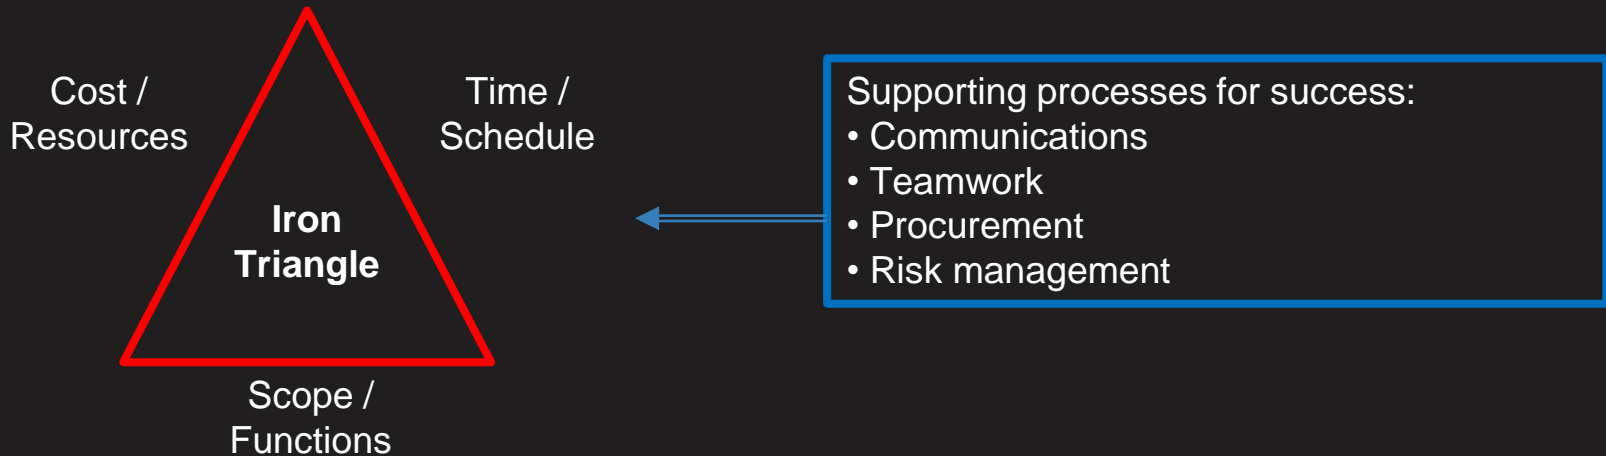 Cost /
Resources
Time /
Schedule
Iron
Triangle
Scope /
Functions
Supporting processes for success:
• Communications
• Teamwork
• Procurement
• Risk management